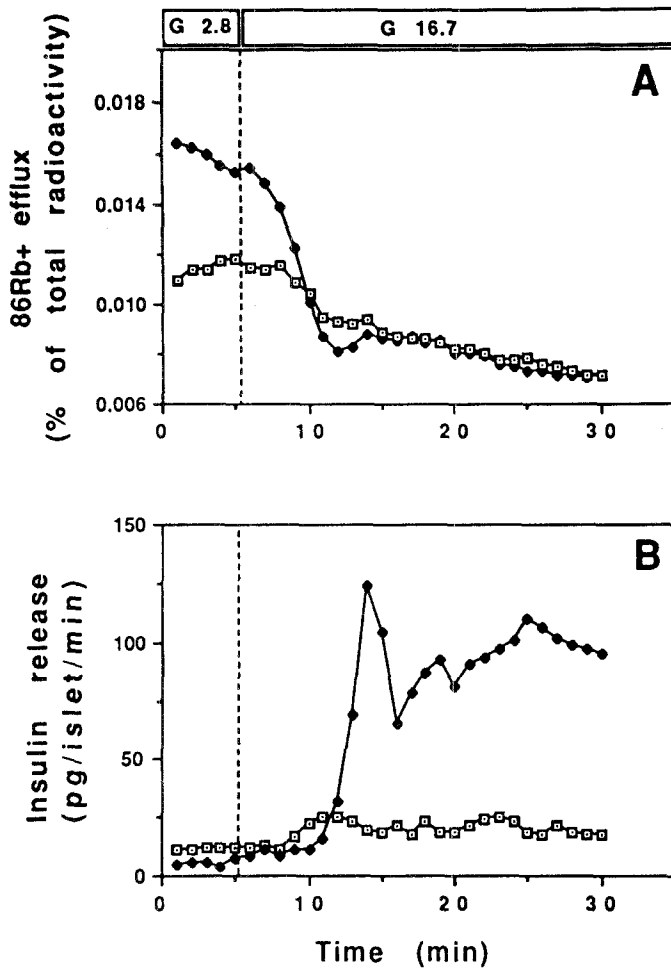 G 2.8
G 16.7
A
86Rb+ efflux
(% of total radioactivity)
0.018
0.014
0.010
0.006
0
10
20
30
B
Insulin release
(pg/islet/min)
150
100
50
0
0
10
20
30
Time (min)